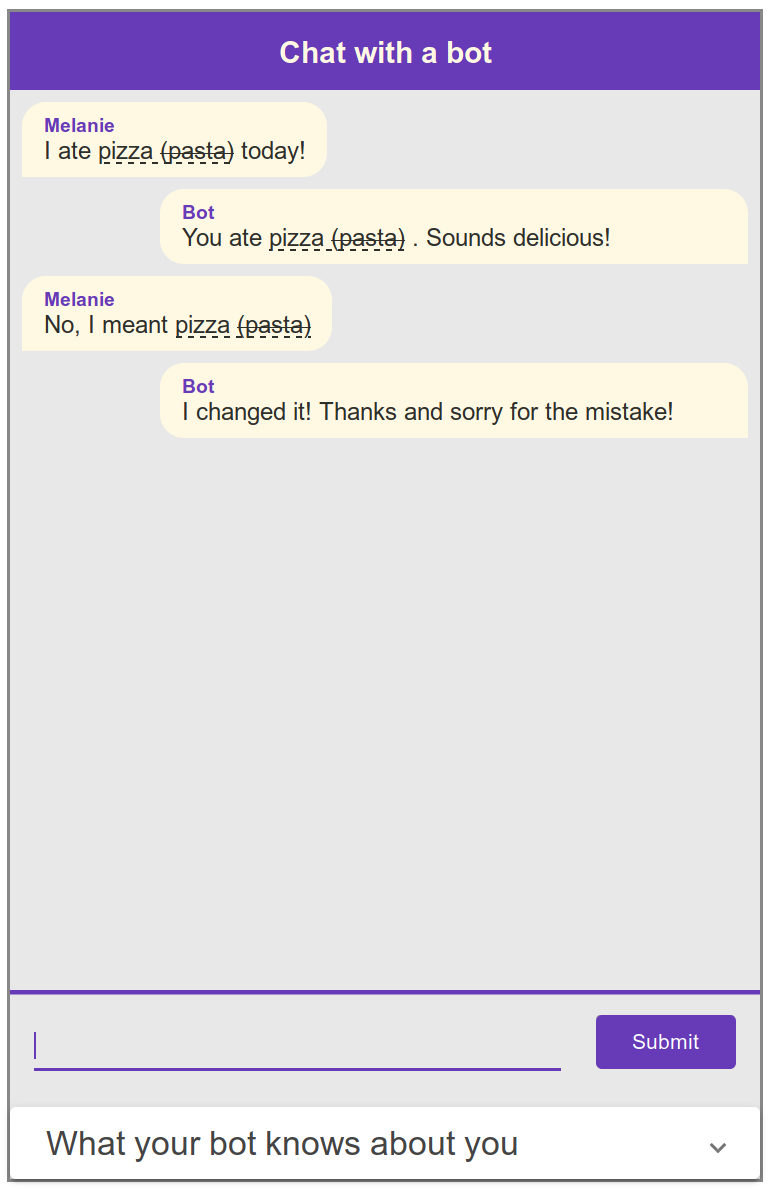 Chat with a bot
Melanie
I ate pizza (pasta) today!
Bot
You ate pizza (pasta) . Sounds delicious!
Melanie
No, I meant pizza (pasta)
Bot
I changed it! Thanks and sorry for the mistake!
Submit
What your bot knows about you